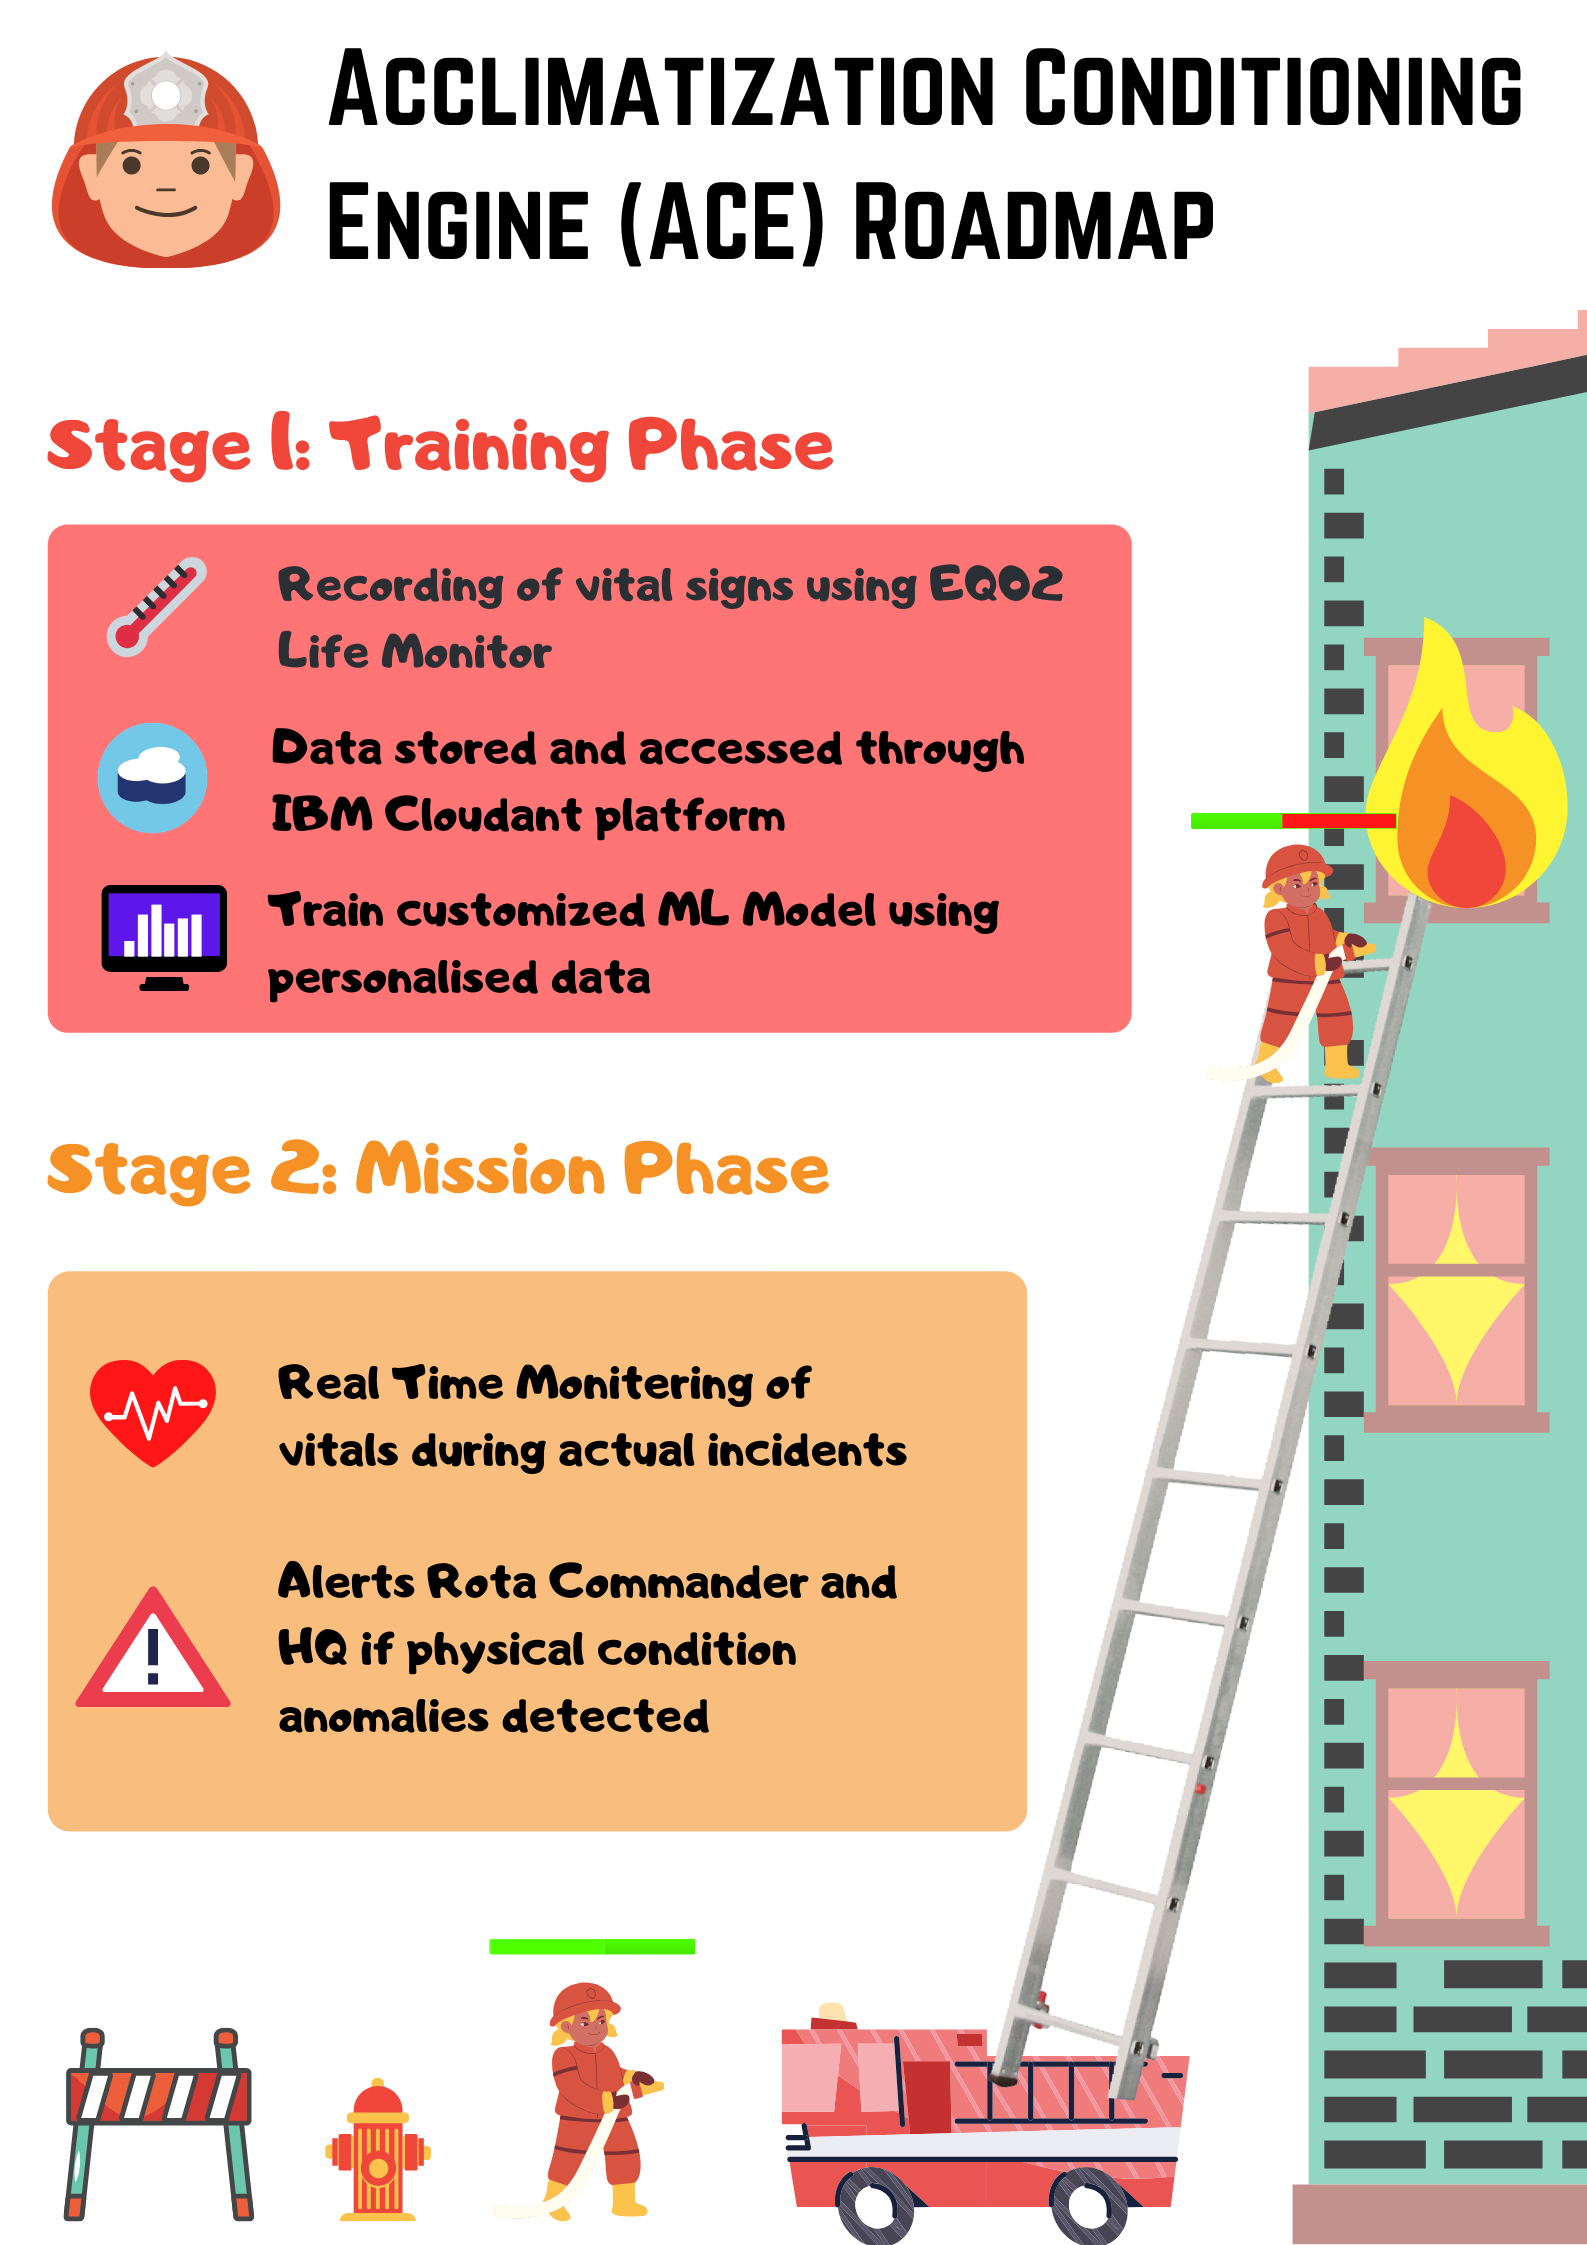 Acclimatization Conditioning
Engine (ACE) Roadmap
Stage 1: Training Phase
Recording of vital signs using EQ02
Life Monitor
Data stored and accessed through
IBM Cloudant platform
Train customized ML Model using
personalised data
Stage 2: Mission Phase
Real Time Monitering of
vitals during actual incidents
Alerts Rota Commander and
HQ if physical condition
anomalies detected